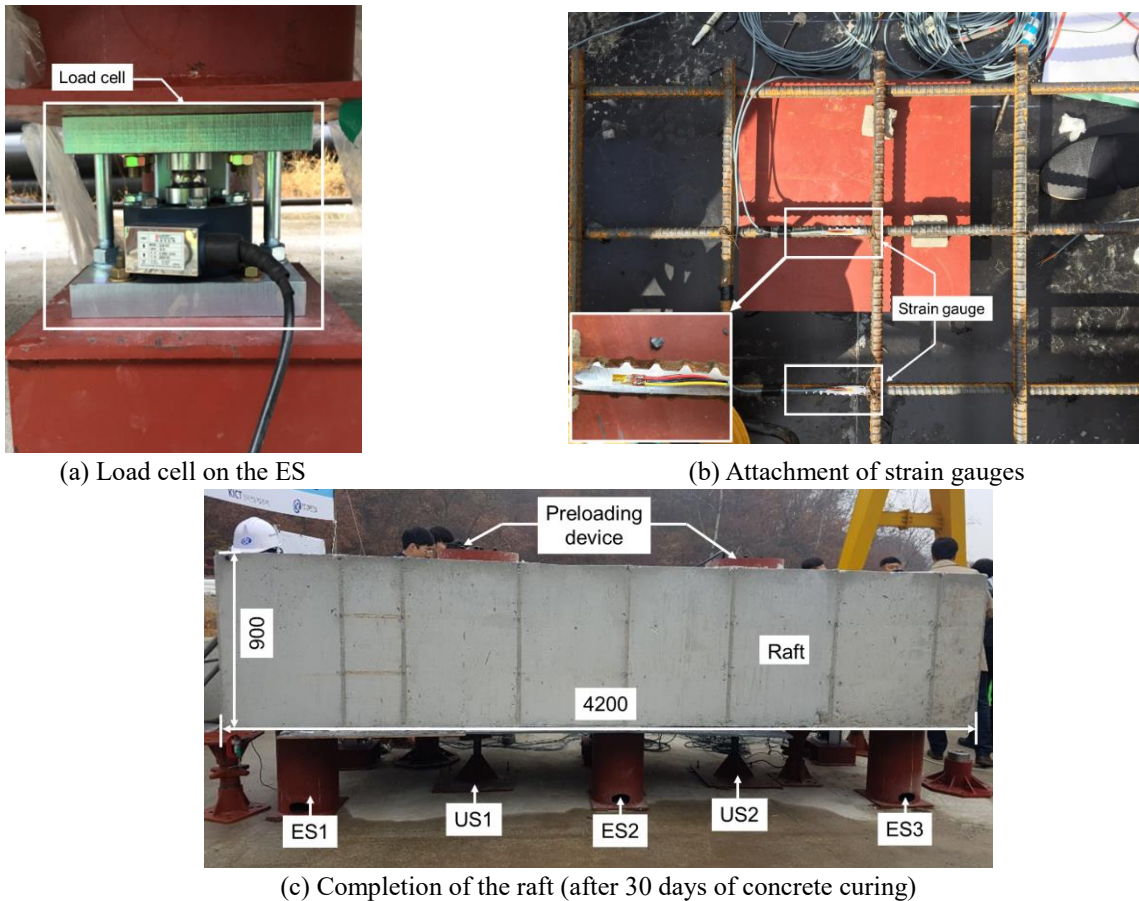 Load cell
Strain gauge
(a) Load cell on the ES
(b) Attachment of strain gauges
KICT
Preloading
device
900
Raft
4200
ES1
US1
ES2
US2
ES3
(c) Completion of the raft (after 30 days of concrete curing)